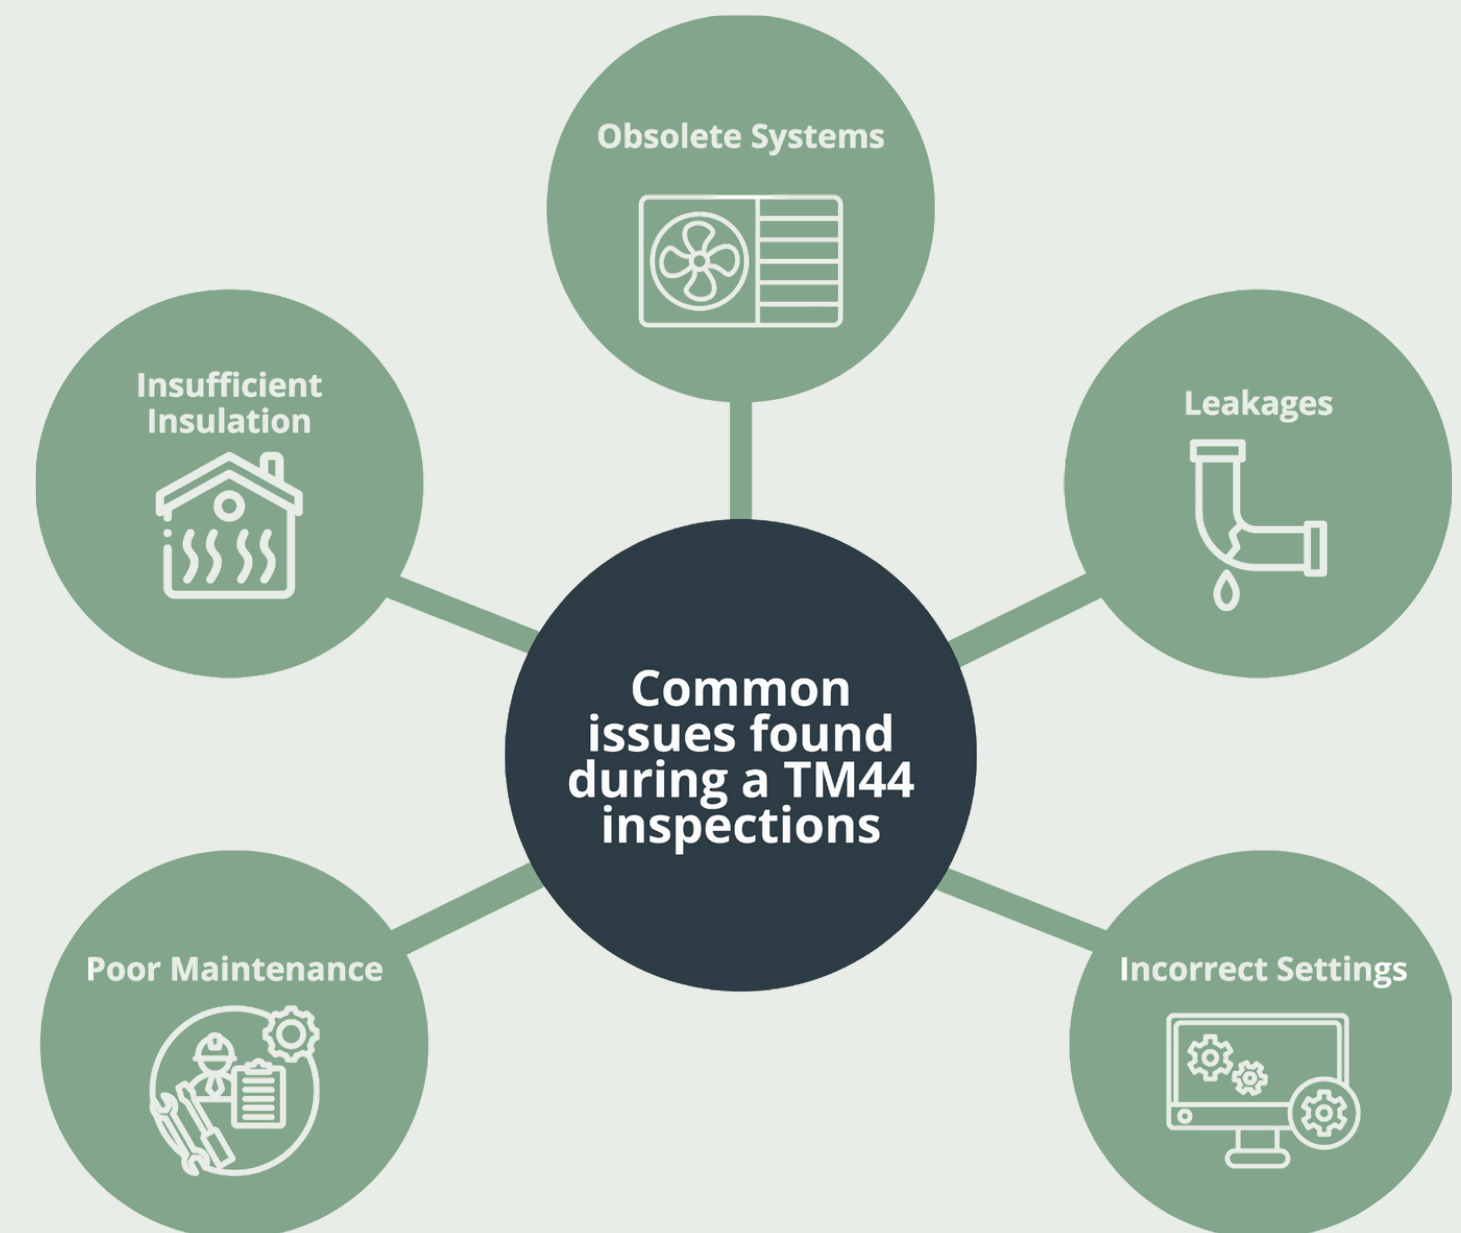 Obsolete Systems
Insufficient
Insulation
Leakages
Common
issues found
during a TM44
inspections
Poor Maintenance
Incorrect Settings